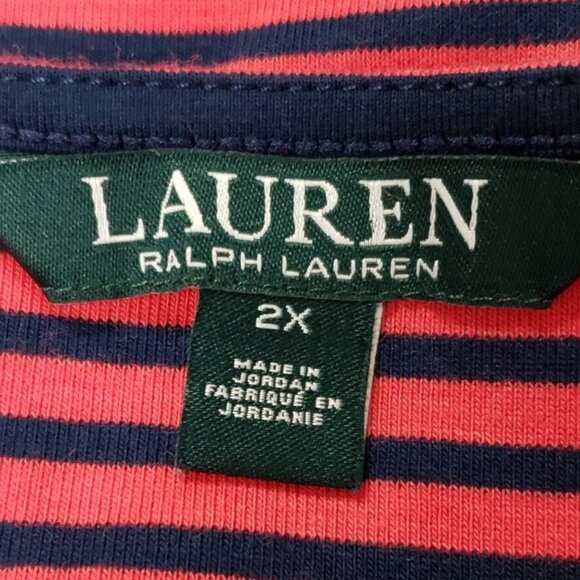 LAUREN
RALPH LAUREN
2X
MADE IN
JORDAN
FABRIQUÉ EN
JORDANIE